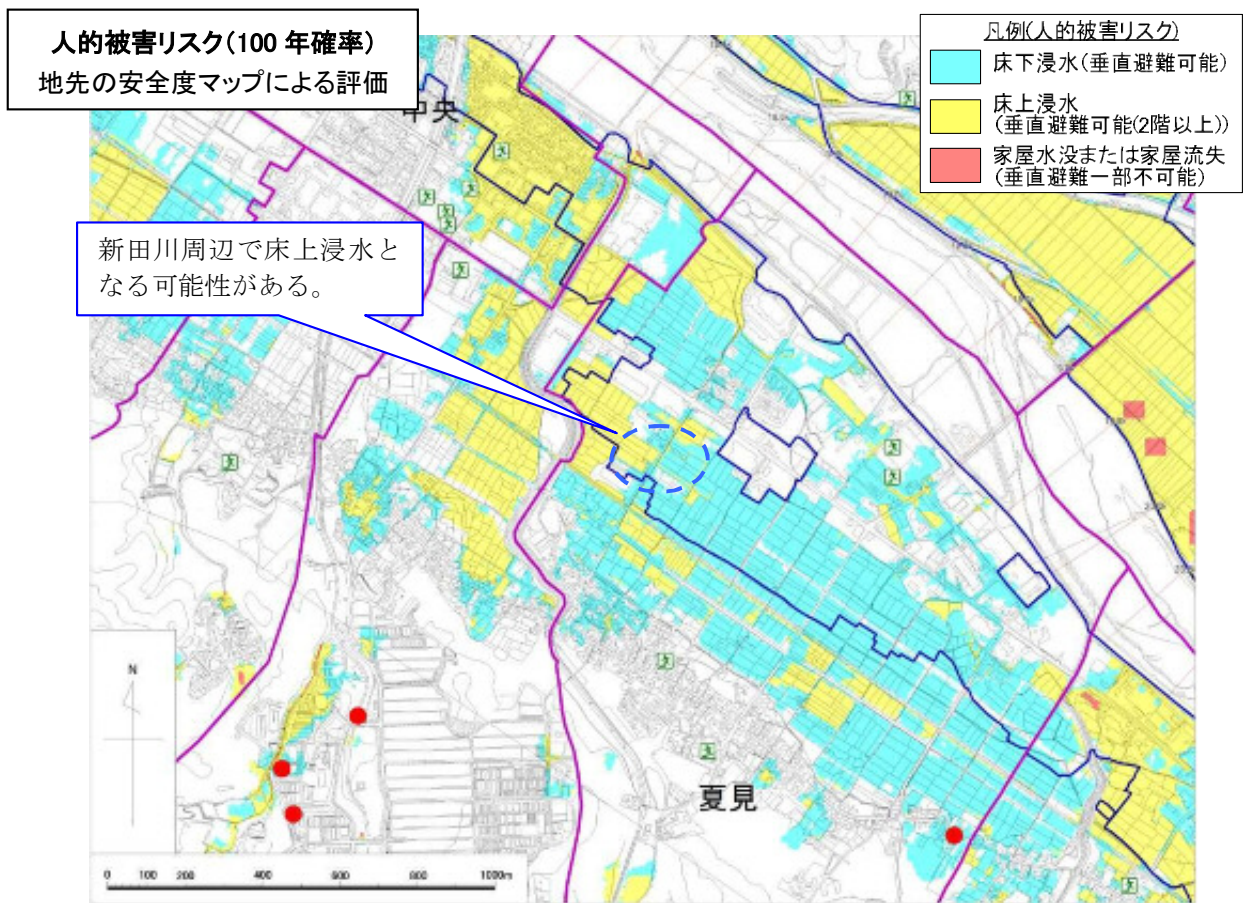 人的被害リスク(100 年確率)
地先の安全度マップによる評価
凡例(人的被害リスク)
床下浸水(垂直避難可能)
床上浸水
(垂直避難可能(2階以上))
家屋水没または家屋流失
(垂直避難一部不可能)
中央
新田川周辺で床上浸水と
なる可能性がある。
夏見
N
0 100 200 400 600 800 1000m